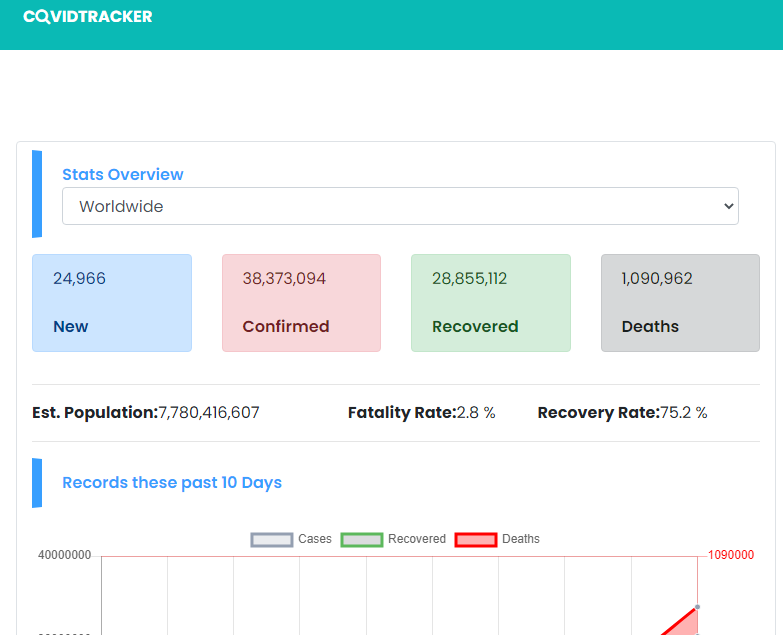 COVIDTRACKER
Stats Overview
Worldwide
24,966 38,373,094 28,855,112 1,090,962
New Confirmed Recovered Deaths
Est. Population:7,780,416,607 Fatality Rate:2.8 % Recovery Rate:75.2 %
Records these past 10 Days
Cases Recovered Deaths
40000000 1090000